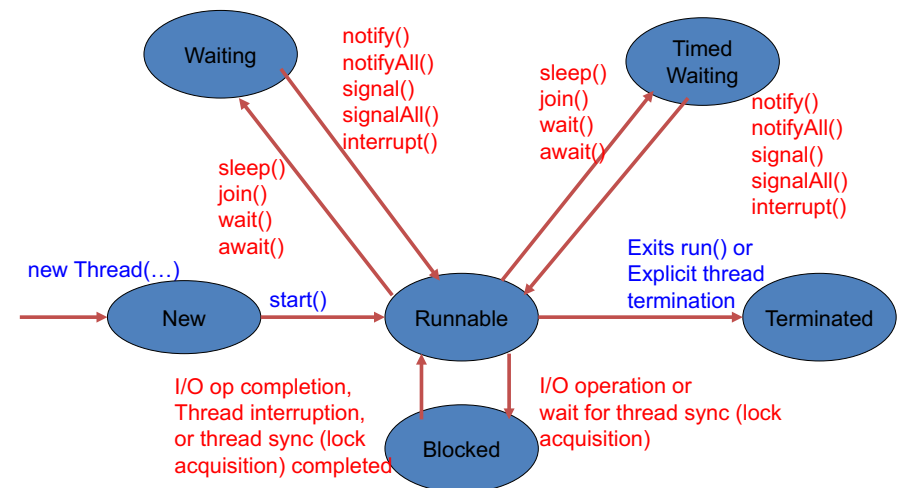 Waiting
notify()
notifyAll()
signal()
signalAll()
interrupt()
sleep()
join()
wait()
await()
Timed
Waiting
sleep()
join()
wait()
await()
notify()
notifyAll()
signal()
signalAll()
interrupt()
new Thread(…)
New
start()
Runnable
Exits run() or
Explicit thread
termination
Terminated
I/O op completion,
Thread interruption,
or thread sync (lock
acquisition) completed
Blocked
I/O operation or
wait for thread sync (lock
acquisition)